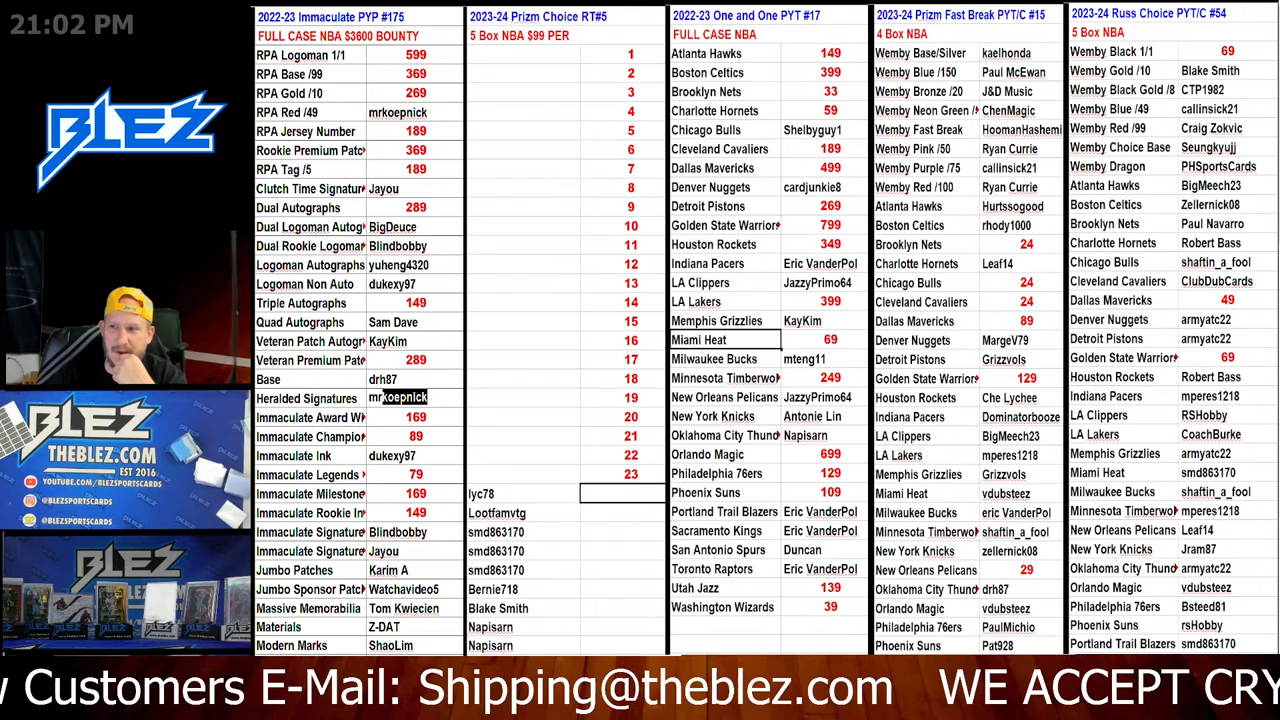 21:02 PM
BLEZ
BLEZ
THEBLEZ.COM
EST 2016
YOUTUBE.COM/BLEZSPORTSCARDS
@BLEZSPORTSCARDS
@BLEZSPORTSCARDS
BLEZ
2022-23 Immaculate PYP #175
FULL CASE NBA $3600 BOUNTY
RPA Logoman 1/1 599
RPA Base /99 369
RPA Gold /10 269
RPA Red /49 mrkoepnick
RPA Jersey Number 189
Rookie Premium Patc 369
RPA Tag /5 189
Clutch Time Signatur Jayou
Dual Autographs 289
Dual Logoman Autog BigDeuce
Dual Rookie Logomar Blindbobby
Logoman Autographs yuheng4320
Logoman Non Auto dukexy97
Triple Autographs 149
Quad Autographs Sam Dave
Veteran Patch Autogr KayKim
Veteran Premium Pat 289
Base drh87
Heralded Signatures mrkoepnick
Immaculate Award W 169
Immaculate Champio 89
Immaculate Ink dukexy97
Immaculate Legends 79
Immaculate Milestone 169
Immaculate Rookie In 149
Immaculate Signature Blindbobby
Immaculate Signature Jayou
Jumbo Patches Karim A
Jumbo Sponsor Patc Watchavideo5
Massive Memorabilia Tom Kwiecien
Materials Z-DAT
Modern Marks ShaoLim
2023-24 Prizm Choice RT#5
5 Box NBA $99 PER
1
2
3
4
5
6
7
8
9
10
11
12
13
14
15
16
17
18
19
20
21
22
23
lyc78
Lootfamvtg
smd863170
smd863170
smd863170
Bernie718
Blake Smith
Napisarn
Napisarn
2022-23 One and One PYT #17
FULL CASE NBA
Atlanta Hawks 149
Boston Celtics 399
Brooklyn Nets 33
Charlotte Hornets 59
Chicago Bulls Shelbyguy1
Cleveland Cavaliers 189
Dallas Mavericks 499
Denver Nuggets cardjunkie8
Detroit Pistons 269
Golden State Warrior 799
Houston Rockets 349
Indiana Pacers Eric VanderPol
LA Clippers JazzyPrimo64
LA Lakers 399
Memphis Grizzlies KayKim
Miami Heat 69
Milwaukee Bucks mteng11
Minnesota Timberwo 249
New Orleans Pelicans JazzyPrimo64
New York Knicks Antonie Lin
Oklahoma City Thund Napisarn
Orlando Magic 699
Philadelphia 76ers 129
Phoenix Suns 109
Portland Trail Blazers Eric VanderPol
Sacramento Kings Eric VanderPol
San Antonio Spurs Duncan
Toronto Raptors Eric VanderPol
Utah Jazz 139
Washington Wizards 39
2023-24 Prizm Fast Break PYT/C #15
4 Box NBA
Wemby Base/Silver kaelhonda
Wemby Blue /150 Paul McEwan
Wemby Bronze /20 J&D Music
Wemby Neon Green / ChenMagic
Wemby Fast Break HoomanHashemi
Wemby Pink /50 Ryan Currie
Wemby Purple /75 callinsick21
Wemby Red /100 Ryan Currie
Atlanta Hawks Hurtssogood
Boston Celtics rhody1000
Brooklyn Nets 24
Charlotte Hornets Leaf14
Chicago Bulls 24
Cleveland Cavaliers 24
Dallas Mavericks 89
Denver Nuggets MargeV79
Detroit Pistons Grizzvols
Golden State Warrior 129
Houston Rockets Che Lychee
Indiana Pacers Dominatorbooze
LA Clippers BigMeech23
LA Lakers mperes1218
Memphis Grizzlies Grizzvols
Miami Heat vdubsteez
Milwaukee Bucks eric VanderPol
Minnesota Timberwo shaftin_a_fool
New York Knicks zellernick08
New Orleans Pelicans 29
Oklahoma City Thund drh87
Orlando Magic vdubsteez
Philadelphia 76ers PaulMichio
Phoenix Suns Pat928
2023-24 Russ Choice PYT/C #54
5 Box NBA
Wemby Black 1/1 69
Wemby Gold /10 Blake Smith
Wemby Black Gold /8 CTP1982
Wemby Blue /49 callinsick21
Wemby Red /99 Craig Zokvic
Wemby Choice Base Seungkyujj
Wemby Dragon PHSportsCards
Atlanta Hawks BigMeech23
Boston Celtics Zellernick08
Brooklyn Nets Paul Navarro
Charlotte Hornets Robert Bass
Chicago Bulls shaftin_a_fool
Cleveland Cavaliers ClubDubCards
Dallas Mavericks 49
Denver Nuggets armyatc22
Detroit Pistons armyatc22
Golden State Warrior 69
Houston Rockets Robert Bass
Indiana Pacers mperes1218
LA Clippers RSHobby
LA Lakers CoachBurke
Memphis Grizzlies armyatc22
Miami Heat smd863170
Milwaukee Bucks shaftin_a_fool
Minnesota Timberwo mperes1218
New Orleans Pelicans Leaf14
New York Knicks Jram87
Oklahoma City Thund armyatc22
Orlando Magic vdubsteez
Philadelphia 76ers Bsteed81
Phoenix Suns rsHobby
Portland Trail Blazers smd863170
w Customers E-Mail: Shipping@theblez.com WE ACCEPT CRY